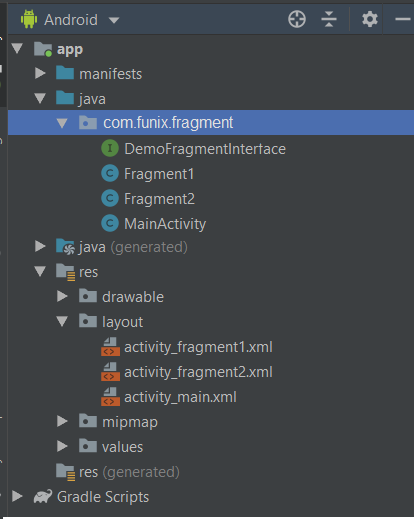 Android
app
manifests
java
com.funix.fragment
DemoFragmentInterface
Fragment1
Fragment2
MainActivity
java (generated)
res
drawable
layout
activity_fragment1.xml
activity_fragment2.xml
activity_main.xml
mipmap
values
res (generated)
Gradle Scripts